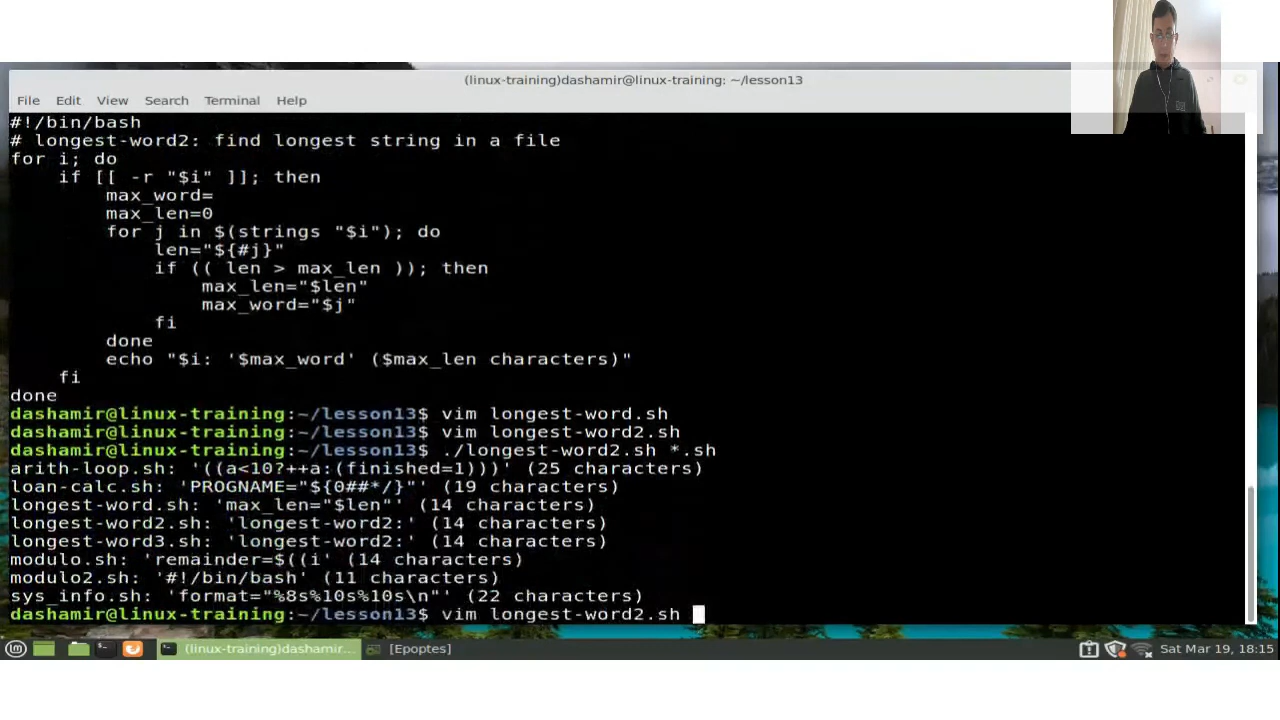 (linux-training)dashamir@linux-training: ~/lesson13
File Edit View Search Terminal Help
#!/bin/bash
# longest-word2: find longest string in a file
for i; do
    if [[ -r "$i" ]]; then
        max_word=
        max_len=0
        for j in $(strings "$i"); do
            len="${#j}"
            if (( len > max_len )); then
                max_len="$len"
                max_word="$j"
            fi
        done
        echo "$i: '$max_word' ($max_len characters)"
    fi
done
dashamir@linux-training:~/lesson13$ vim longest-word.sh
dashamir@linux-training:~/lesson13$ vim longest-word2.sh
dashamir@linux-training:~/lesson13$ ./longest-word2.sh *.sh
arith-loop.sh: '((a<10?++a:(finished=1)))' (25 characters)
loan-calc.sh: 'PROGNAME="${0##*/}"' (19 characters)
longest-word.sh: 'max_len="$len"' (14 characters)
longest-word2.sh: 'longest-word2:' (14 characters)
longest-word3.sh: 'longest-word2:' (14 characters)
modulo.sh: 'remainder=$((i' (14 characters)
modulo2.sh: '#!/bin/bash' (11 characters)
sys_info.sh: 'format="%8s%10s%10s\n"' (22 characters)
dashamir@linux-training:~/lesson13$ vim longest-word2.sh
(linux-training)dashamir... [Epoptes] Sat Mar 19, 18:15